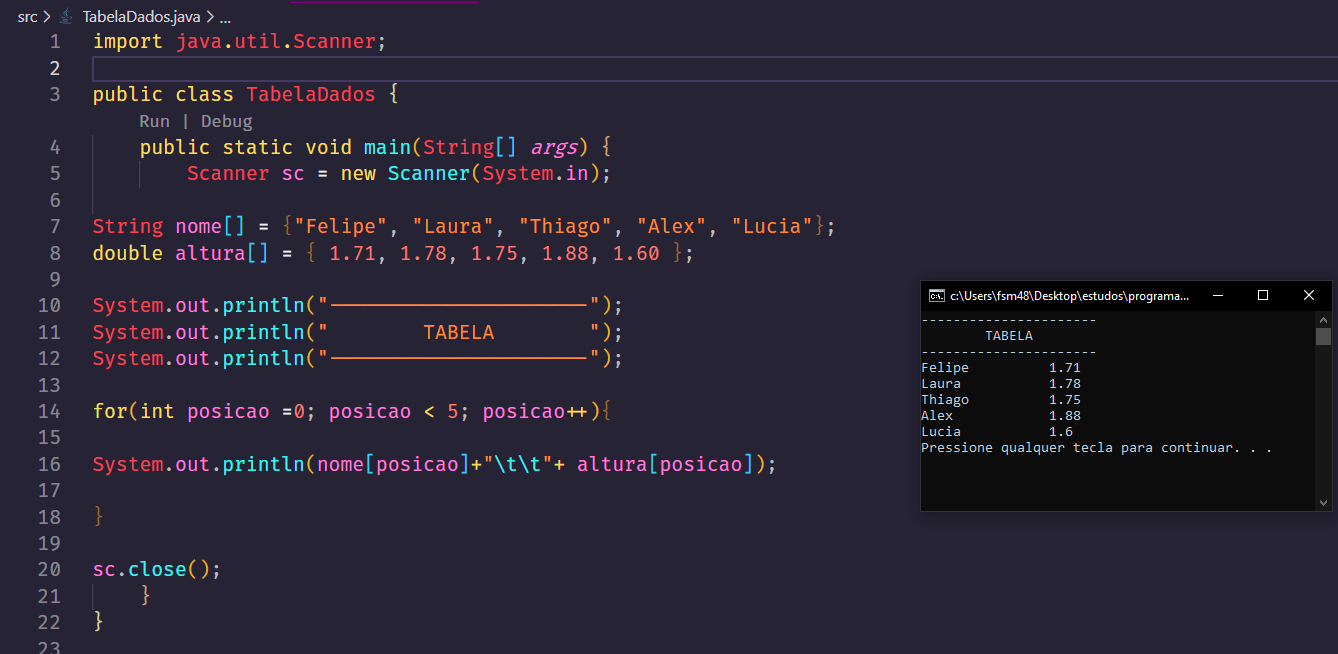 src > TabelaDados.java > ...
1 import java.util.Scanner;
2
3 public class TabelaDados {
Run | Debug
4 public static void main(String[] args) {
5 Scanner sc = new Scanner(System.in);
6
7 String nome[] = {"Felipe", "Laura", "Thiago", "Alex", "Lucia"};
8 double altura[] = { 1.71, 1.78, 1.75, 1.88, 1.60 };
9
10 System.out.println("----------------------");
11 System.out.println("        TABELA        ");
12 System.out.println("----------------------");
13
14 for(int posicao =0; posicao < 5; posicao++){
15
16 System.out.println(nome[posicao]+"\t\t"+ altura[posicao]);
17
18 }
19
20 sc.close();
21 }
22 }
23
c:\Users\fsm48\Desktop\estudos\programa...
----------------------
TABELA
----------------------
Felipe 1.71
Laura 1.78
Thiago 1.75
Alex 1.88
Lucia 1.6
Pressione qualquer tecla para continuar. . .